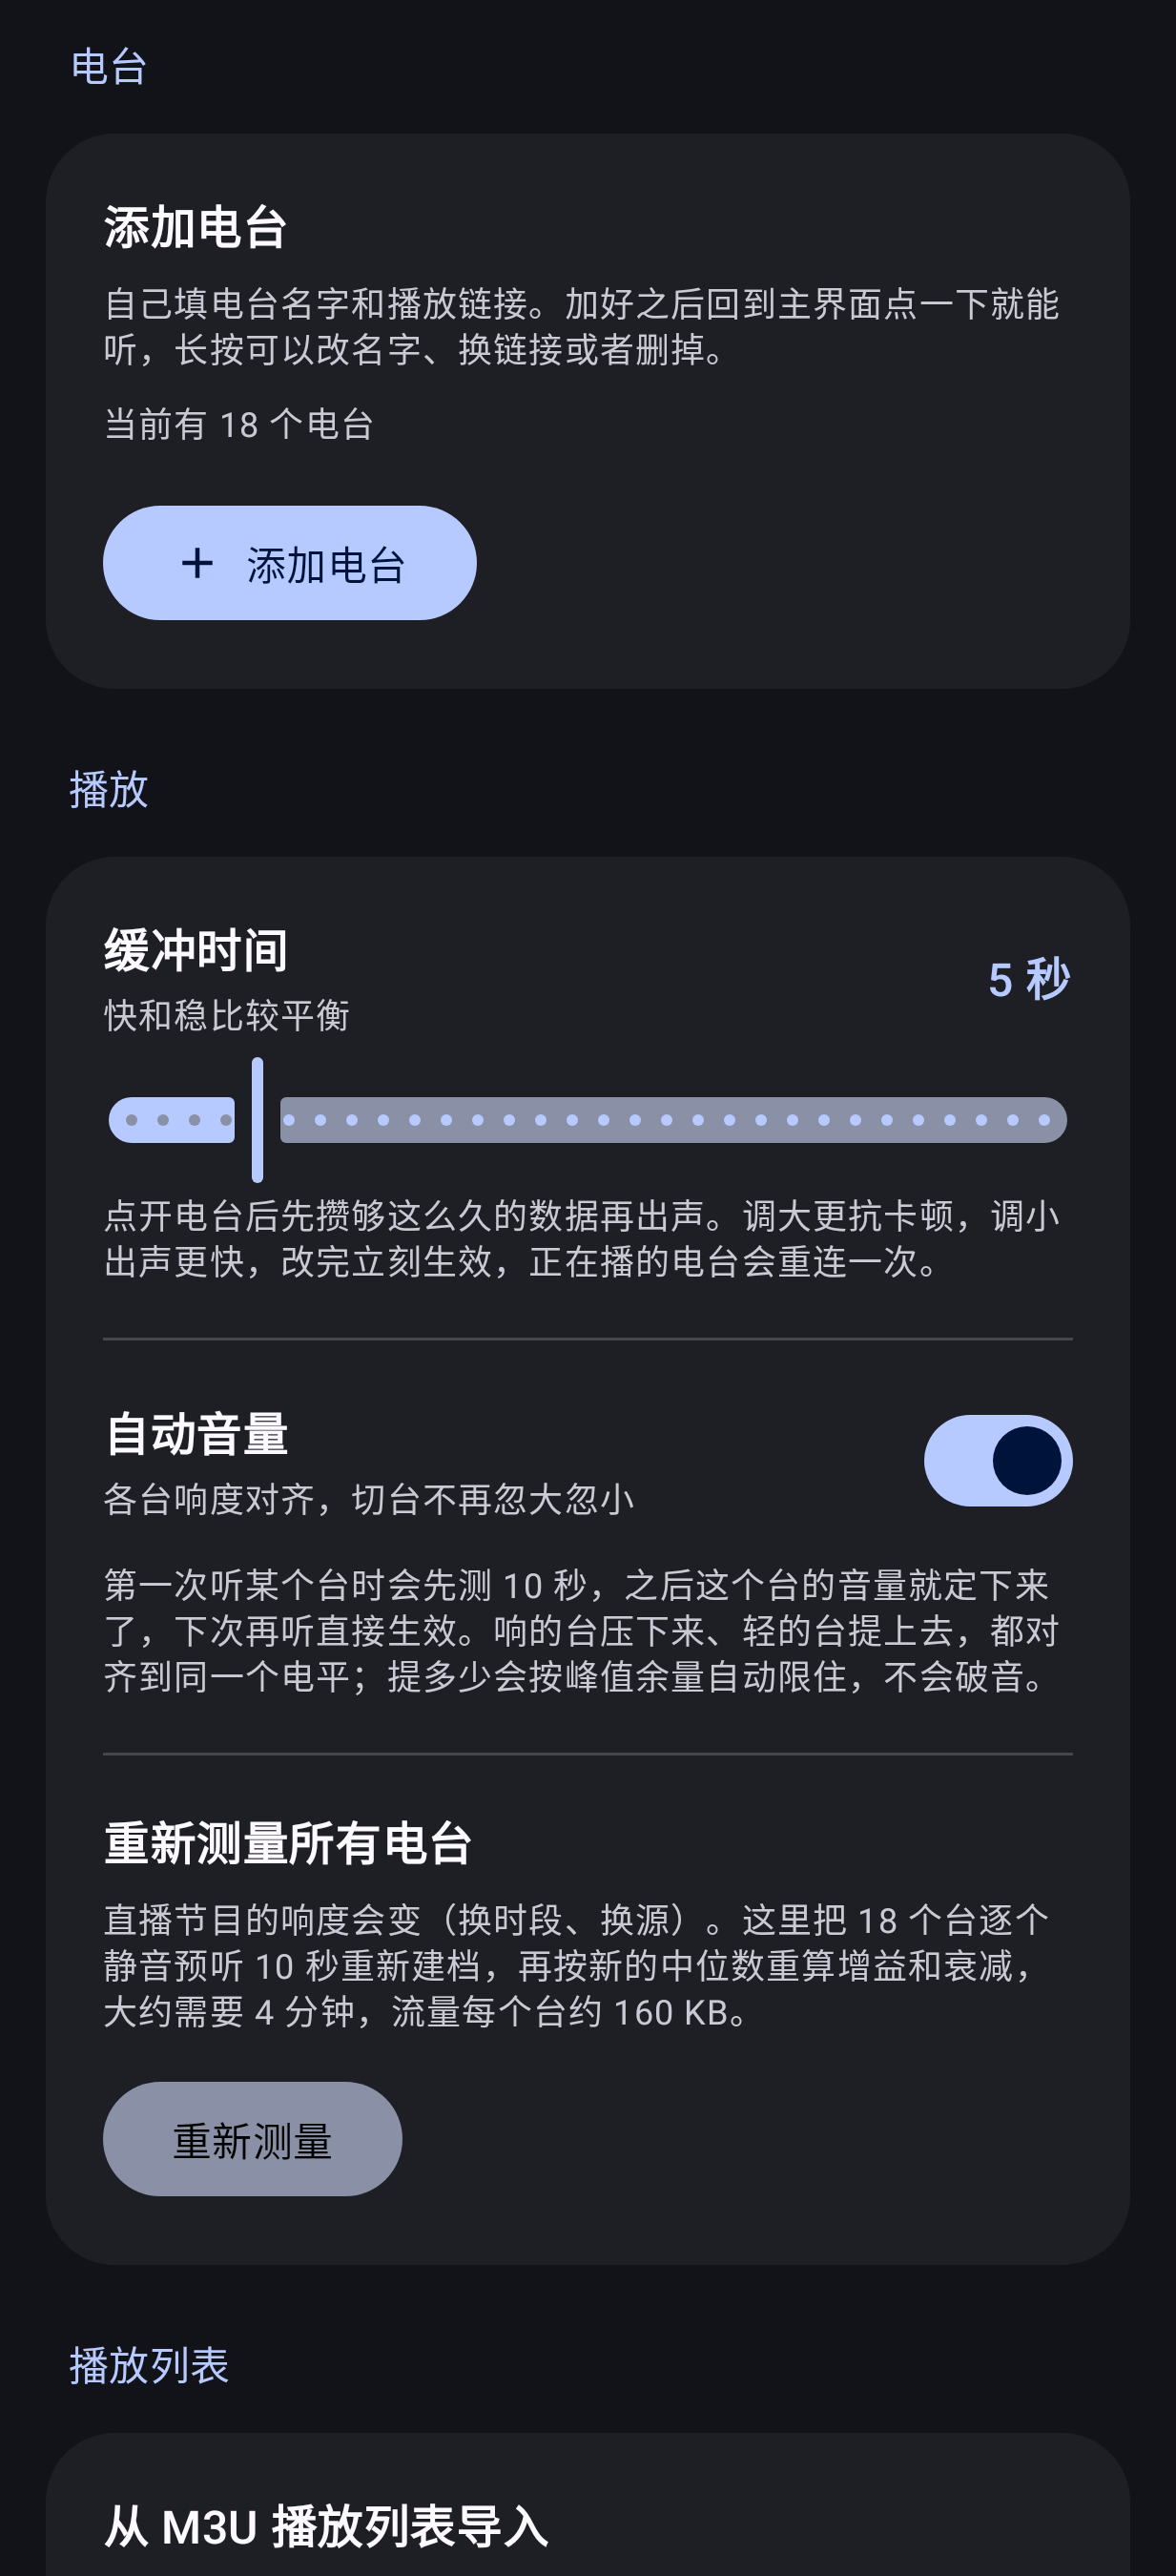 电台
添加电台
自己填电台名字和播放链接。加好之后回到主界面点一下就能
听，长按可以改名字、换链接或者删掉。
当前有 18 个电台
+ 添加电台
播放
缓冲时间
5 秒
快和稳比较平衡
点开电台后先攒够这么久的数据再出声。调大更抗卡顿，调小
出声更快，改完立刻生效，正在播的电台会重连一次。
自动音量
各台响度对齐，切台不再忽大忽小
第一次听某个台时会先测 10 秒，之后这个台的音量就定下来
了，下次再听直接生效。响的台压下来、轻的台提上去，都对
齐到同一个电平；提多少会按峰值余量自动限住，不会破音。
重新测量所有电台
直播节目的响度会变（换时段、换源）。这里把 18 个台逐个
静音预听 10 秒重新建档，再按新的中位数重算增益和衰减，
大约需要 4 分钟，流量每个台约 160 KB。
重新测量
播放列表
从 M3U 播放列表导入